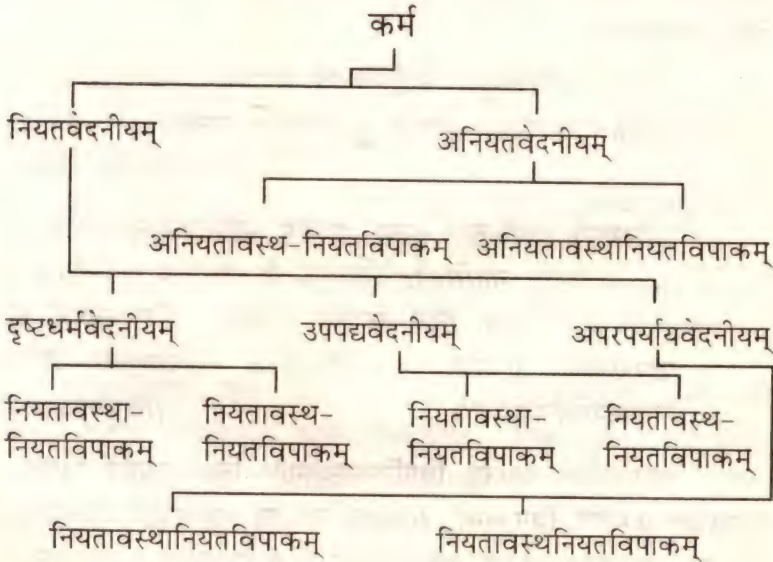 कर्म
नियतवेदनीयम्
अनियतवेदनीयम्
अनियतावस्थ-नियतविपाकम् अनियतावस्थानियतविपाकम्
दृष्टधर्मवेदनीयम् उपपद्यवेदनीयम् अपरपर्यायवेदनीयम्
नियतावस्था- नियतावस्थ- नियतावस्था- नियतावस्थ-
नियतविपाकम् नियतविपाकम् नियतविपाकम् नियतविपाकम्
नियतावस्थानियतविपाकम् नियतावस्थनियतविपाकम्